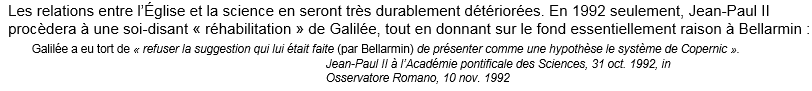 Les relations entre l'Église et la science en seront très durablement détériorées. En 1992 seulement, Jean-Paul II
procèdera à une soi-disant « réhabilitation » de Galilée, tout en donnant sur le fond essentiellement raison à Bellarmin :
Galilée a eu tort de « refuser la suggestion qui lui était faite (par Bellarmin) de présenter comme une hypothèse le système de Copernic ».
Jean-Paul II à l'Académie pontificale des Sciences, 31 oct. 1992, in
Osservatore Romano, 10 nov. 1992